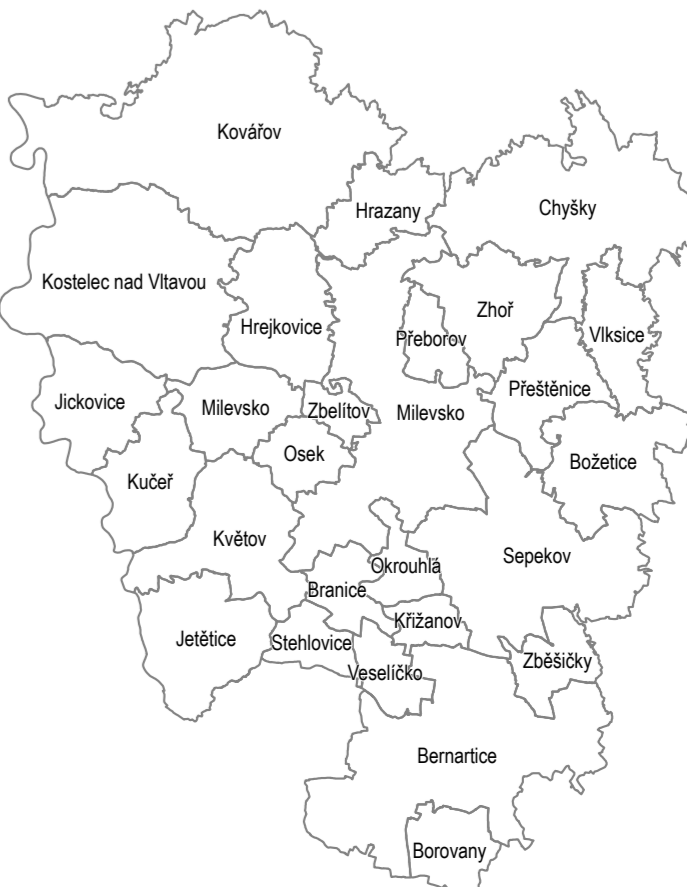 Kovářov
Hrazany
Chyšky
Kostelec nad Vltavou
Zhoř
Hrejkovice
Přeborov
Vlksice
Jickovice
Milevsko
Zbelítov
Milevsko
Přeštěnice
Osek
Božetice
Kučeř
Květov
Sepekov
Okrouhlá
Branice
Křižanov
Jetětice
Stehlovice
Zběšičky
Veselíčko
Bernartice
Borovany